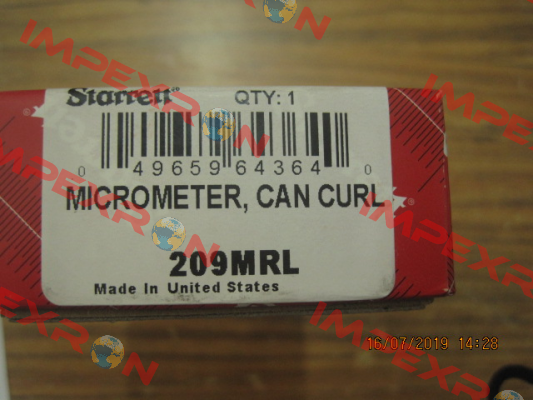 Starrett QTY: 1
0 49659 64364 0
MICROMETER, CAN CURL
209MRL
Made In United States
16/07/2019 14:28
IMPEXRON
IMPEXRON
IMPEXRON
IMPEXRON
IMPEXRON